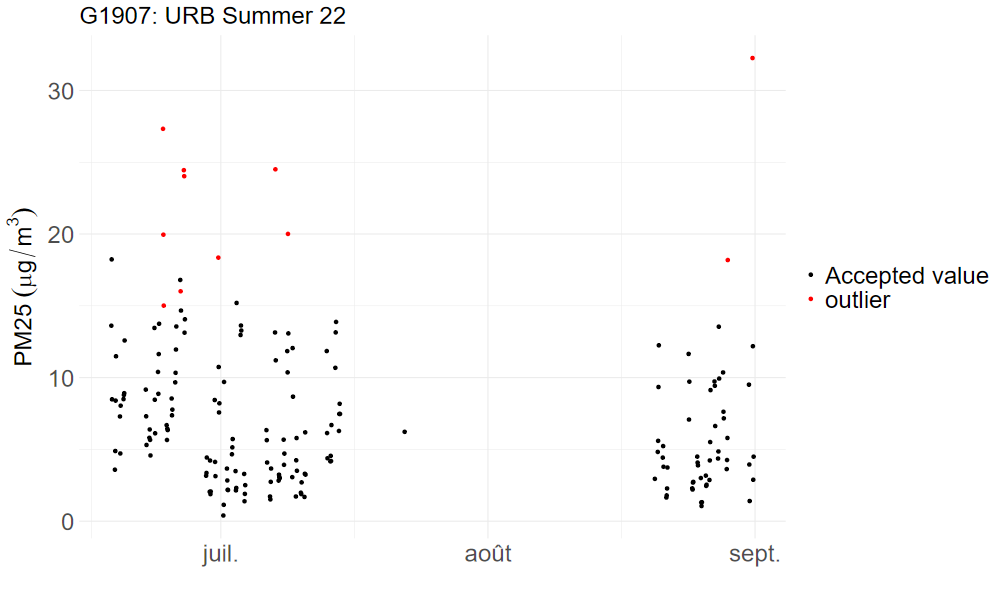 G1907: URB Summer 22
PM25 (μg/m³)
30
20
10
0
juil.
août
sept.
Accepted value
outlier